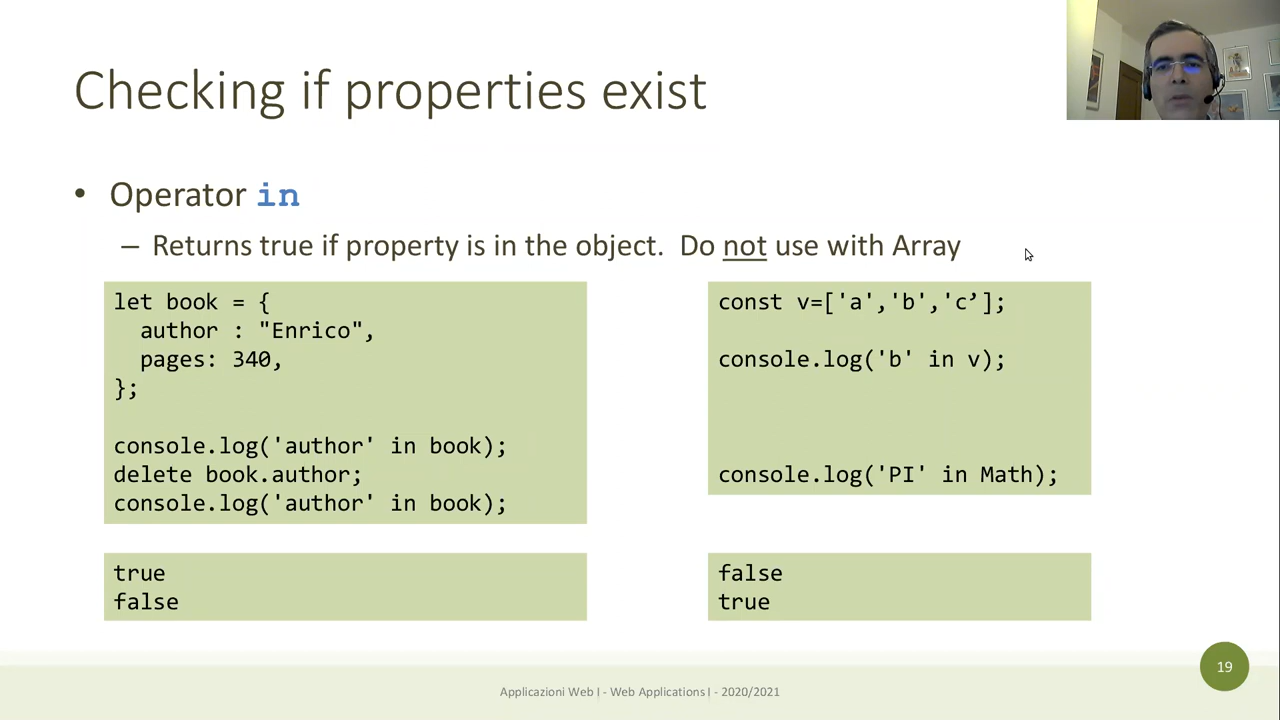 Checking if properties exist
• Operator in
– Returns true if property is in the object.  Do not use with Array
let book = {
  author : "Enrico",
  pages: 340,
};
console.log('author' in book);
delete book.author;
console.log('author' in book);
const v=['a','b','c’];
console.log('b' in v);
console.log('PI' in Math);
true
false
false
true
19
Applicazioni Web I - Web Applications I - 2020/2021